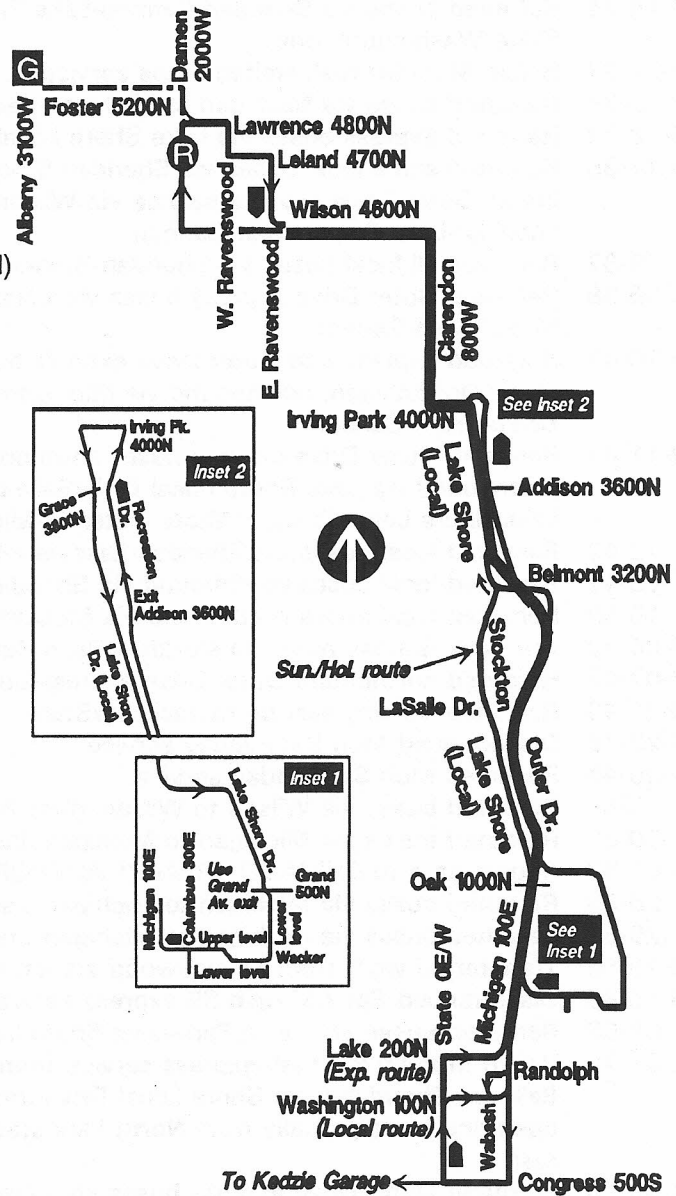 G
Damen
2000W
Foster 5200N
Albany 3100W
Lawrence 4800N
R
Leland 4700N
Wilson 4600N
W. Ravenswood
E. Ravenswood
Clarendon
800W
Irving Park 4000N
See Inset 2
Lake Shore
(Local)
Addison 3600N
Belmont 3200N
Irving Pk.
4000N
Inset 2
Grace
3800N
Recreation
Dr.
Exit
Addison 3600N
Lake Shore
Dr. (Local)
Stockton
Sun./Hol. route
LaSalle Dr.
Outer Dr.
Lake Shore
(Local)
Inset 1
Lake Shore Dr.
Michigan 100E
Columbus 300E
Use
Grand
Av. exit
Grand
500N
Lower
level
Upper level
Wacker
Lower level
Oak 1000N
See
Inset 1
State 0E/W
Michigan 100E
Lake 200N
(Exp. route)
Randolph
Washington 100N
(Local route)
Wabash
To Kedzie Garage
Congress 500S